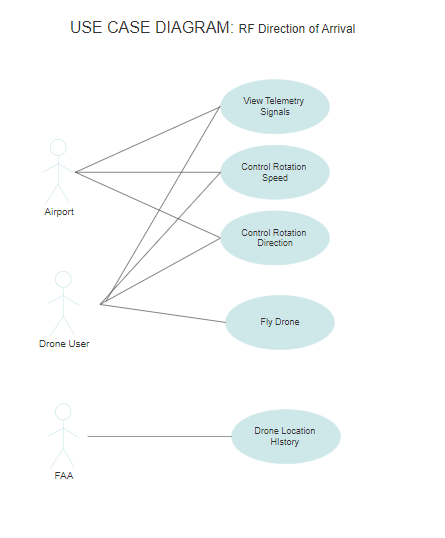 USE CASE DIAGRAM: RF Direction of Arrival
View Telemetry
Signals
Control Rotation
Speed
Airport
Control Rotation
Direction
Fly Drone
Drone User
Drone Location
HIstory
FAA